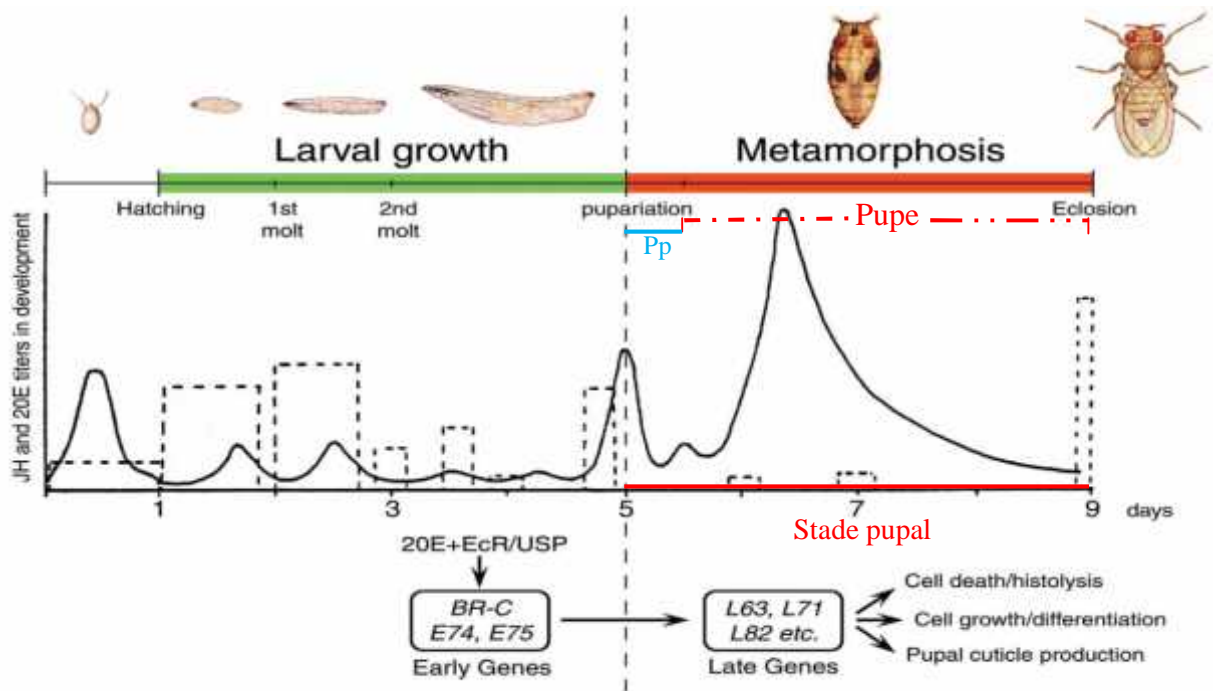 Larval growth
Metamorphosis
Hatching
1st
molt
2nd
molt
pupariation
Eclosion
Pupe
Pp
JH and 20E titers in development
1
3
5
7
9
days
Stade pupal
20E+EcR/USP
BR-C
E74, E75
Early Genes
L63, L71
L82 etc.
Late Genes
Cell death/histolysis
Cell growth/differentiation
Pupal cuticle production